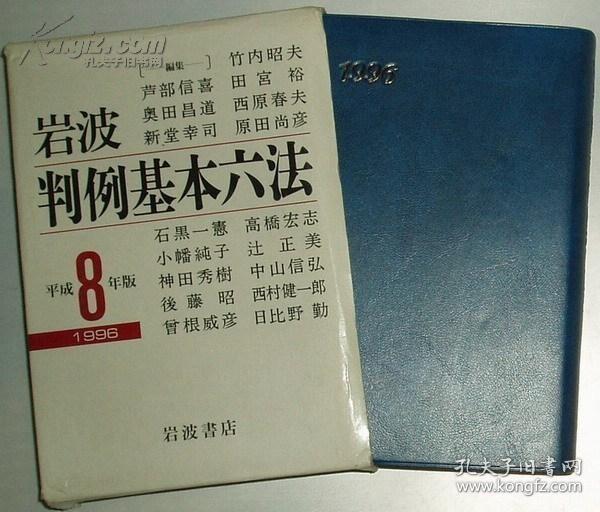 Kongfz.com
孔夫子旧书网
編集
竹内昭夫
芦部信喜 田宮裕
奥田昌道 西原春夫
新堂幸司 原田尚彦
岩波
判例基本六法
平成8年版
1996
石黒一憲 高橋宏志
小幡純子 辻正美
神田秀樹 中山信弘
後藤昭 西村健一郎
曾根威彦 日比野勤
岩波書店
1996
孔夫子旧书网
www.kongfz.com